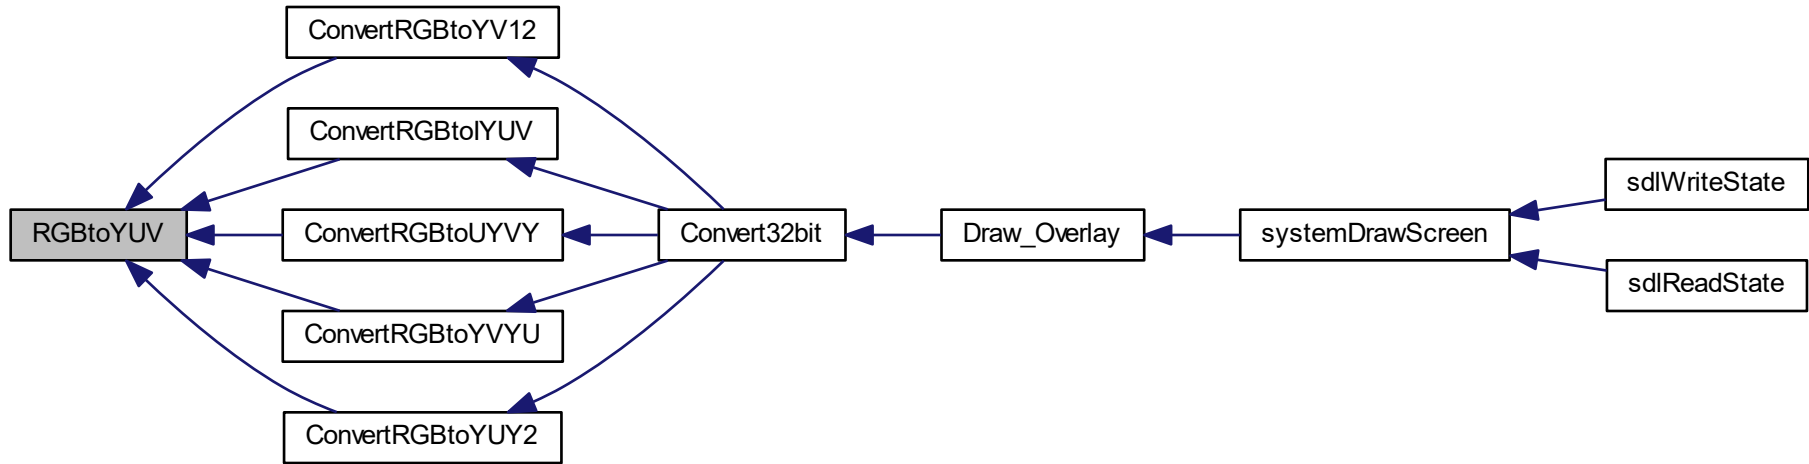 ConvertRGBtoYV12
ConvertRGBtoIYUV
RGBtoYUV
ConvertRGBtoUYVY
ConvertRGBtoYVYU
ConvertRGBtoYUY2
Convert32bit
Draw_Overlay
systemDrawScreen
sdlWriteState
sdlReadState